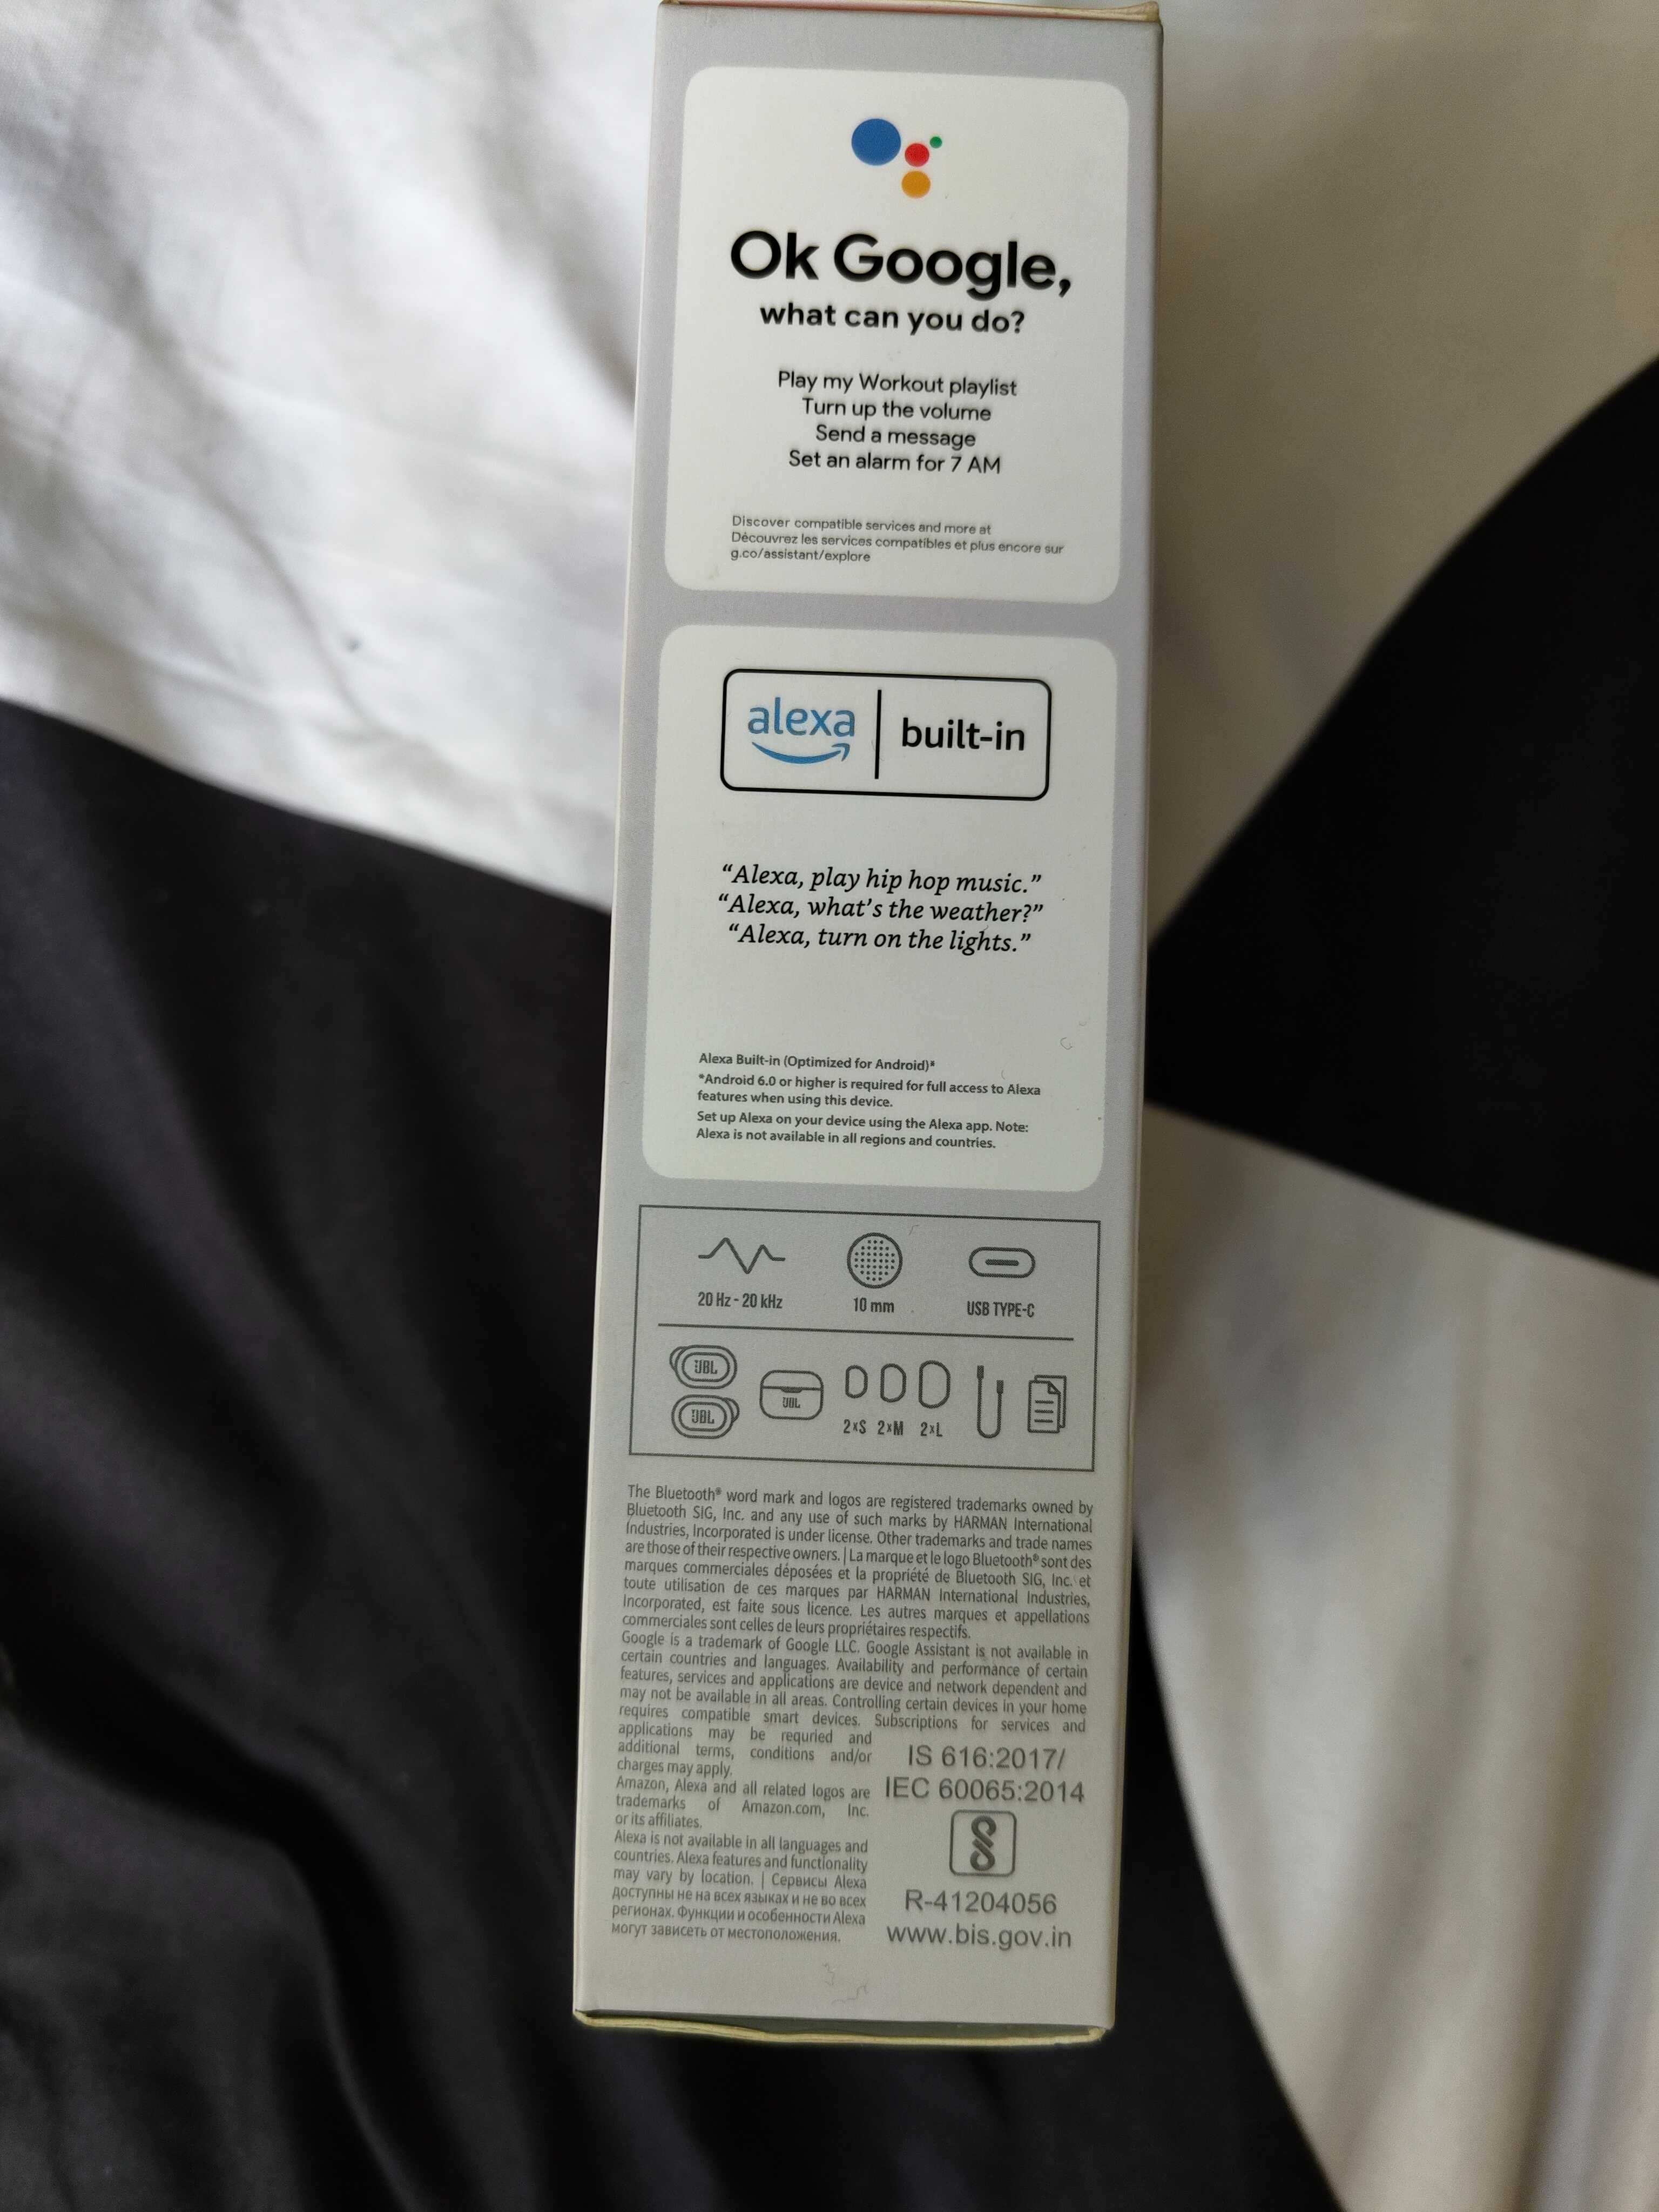 Ok Google,
what can you do?
Play my Workout playlist
Turn up the volume
Send a message
Set an alarm for 7 AM
Discover compatible services and more at
Découvrez les services compatibles et plus encore sur
g.co/assistant/explore
alexa | built-in
“Alexa, play hip hop music.”
“Alexa, what’s the weather?”
“Alexa, turn on the lights.”
Alexa Built-in (Optimized for Android)*
*Android 6.0 or higher is required for full access to Alexa
features when using this device.
Set up Alexa on your device using the Alexa app. Note:
Alexa is not available in all regions and countries.
20 Hz - 20 kHz
10 mm
USB TYPE-C
JBL
JBL
JBL
2xS 2xM 2xL
The Bluetooth® word mark and logos are registered trademarks owned by
Bluetooth SIG, Inc. and any use of such marks by HARMAN International
Industries, Incorporated is under license. Other trademarks and trade names
are those of their respective owners. | La marque et le logo Bluetooth® sont des
marques commerciales déposées et la propriété de Bluetooth SIG, Inc. et
toute utilisation de ces marques par HARMAN International Industries,
Incorporated, est faite sous licence. Les autres marques et appellations
commerciales sont celles de leurs propriétaires respectifs.
Google is a trademark of Google LLC. Google Assistant is not available in
certain countries and languages. Availability and performance of certain
features, services and applications are device and network dependent and
may not be available in all areas. Controlling certain devices in your home
requires compatible smart devices. Subscriptions for services and
applications may be requried and
additional terms, conditions and/or
charges may apply.
Amazon, Alexa and all related logos are
trademarks of Amazon.com, Inc.
or its affiliates.
Alexa is not available in all languages and
countries. Alexa features and functionality
may vary by location. | Сервисы Alexa
доступны не на всех языках и не во всех
регионах. Функции и особенности Alexa
могут зависеть от местоположения.
IS 616:2017/
IEC 60065:2014
R-41204056
www.bis.gov.in